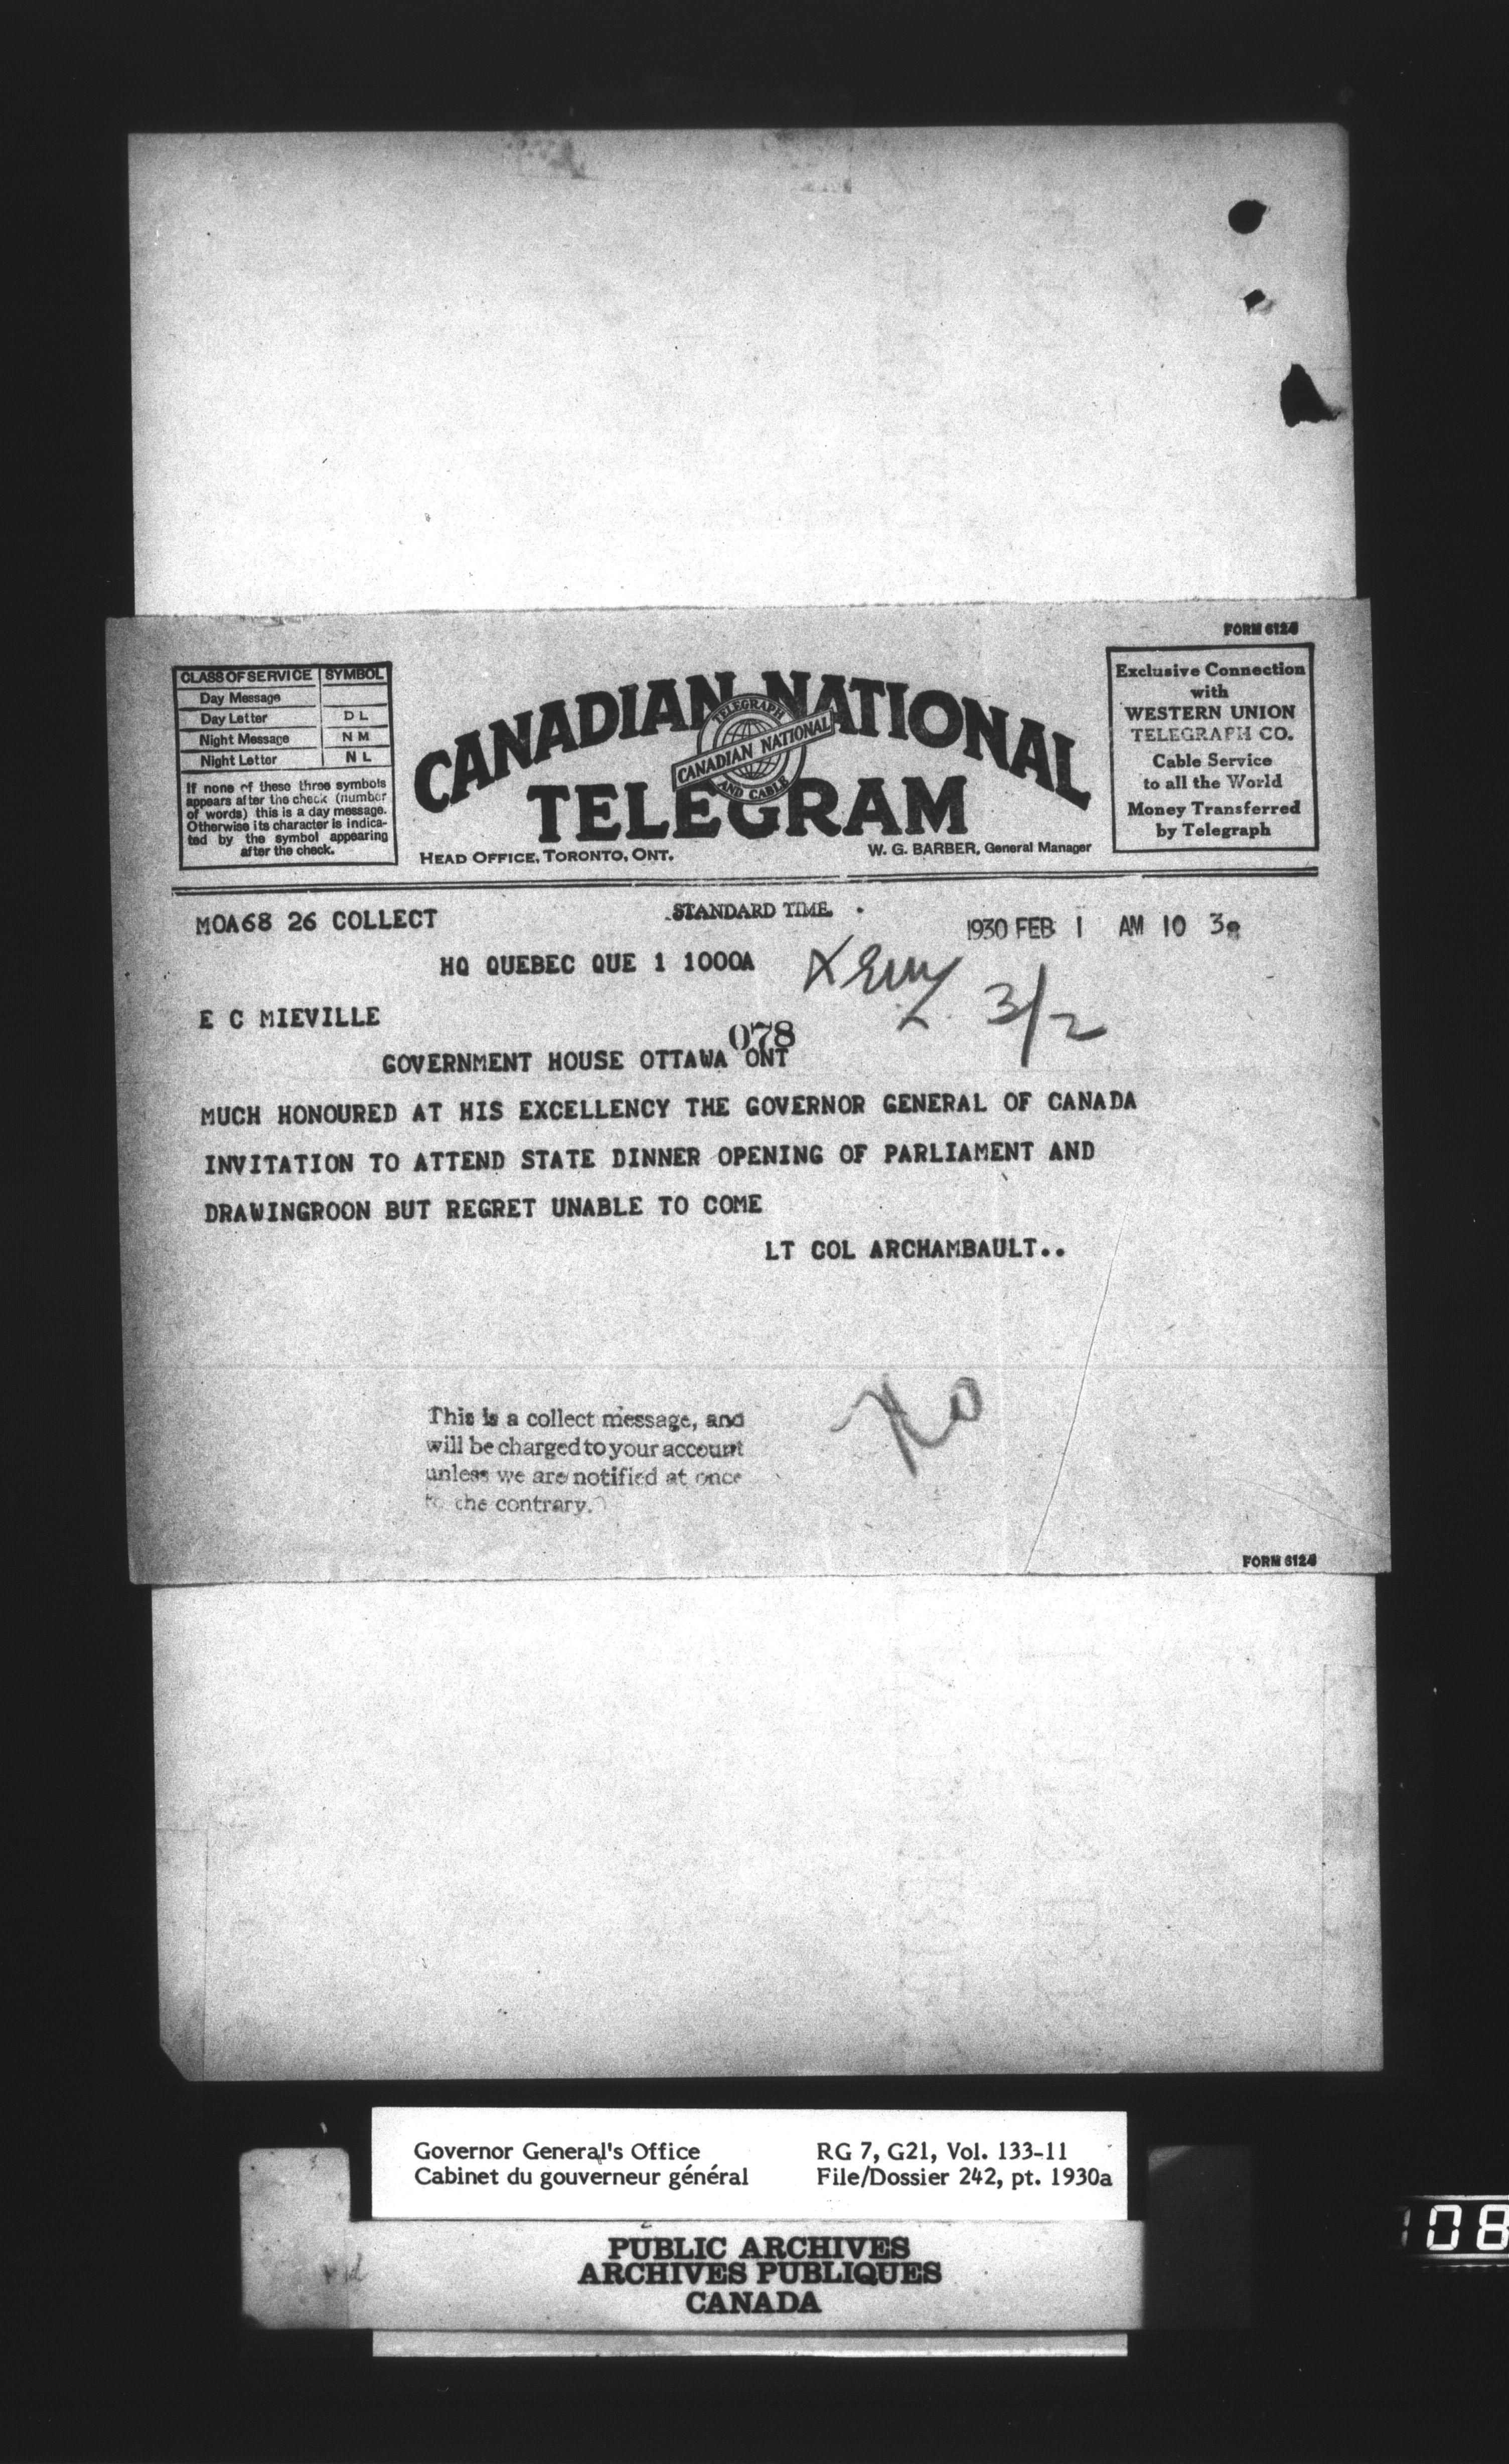 FORM 6124
CLASS OF SERVICE SYMBOL
Day Message
Day Letter D L
Night Message N M
Night Letter N L
If none of these three symbols
appears after the check (number
of words) this is a day message.
Otherwise its character is indica-
ted by the symbol appearing
after the check.
CANADIAN NATIONAL
TELEGRAPH
CANADIAN NATIONAL
AND CABLE
TELEGRAM
HEAD OFFICE, TORONTO, ONT.
W. G. BARBER, General Manager
Exclusive Connection
with
WESTERN UNION
TELEGRAPH CO.
Cable Service
to all the World
Money Transferred
by Telegraph
MOA68 26 COLLECT
STANDARD TIME
1930 FEB 1 AM 10 30
HQ QUEBEC QUE 1 1000A
3/2
E C MIEVILLE
078
GOVERNMENT HOUSE OTTAWA ONT
MUCH HONOURED AT HIS EXCELLENCY THE GOVERNOR GENERAL OF CANADA
INVITATION TO ATTEND STATE DINNER OPENING OF PARLIAMENT AND
DRAWINGROON BUT REGRET UNABLE TO COME
LT COL ARCHAMBAULT..
This is a collect message, and
will be charged to your account
unless we are notified at once
to the contrary.
FORM 6124
Governor General's Office
Cabinet du gouverneur général
RG 7, G21, Vol. 133-11
File/Dossier 242, pt. 1930a
PUBLIC ARCHIVES
ARCHIVES PUBLIQUES
CANADA
108